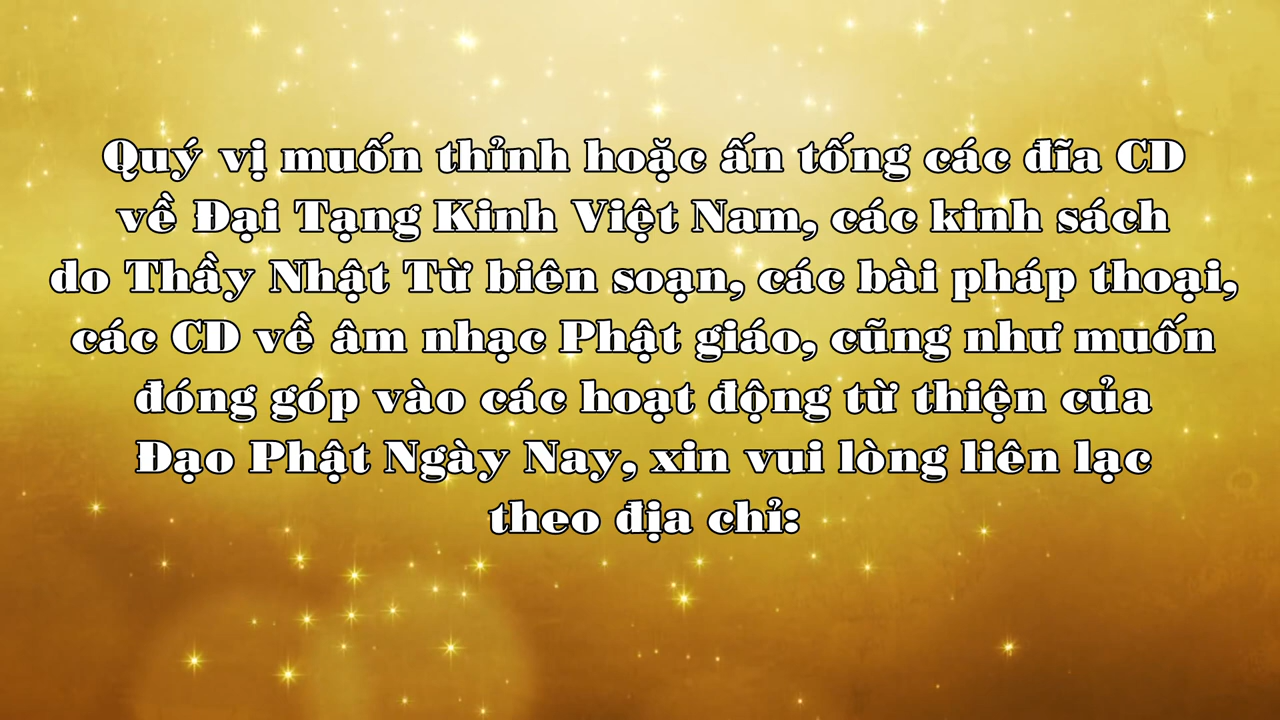 Quý vị muốn thỉnh hoặc ấn tống các đĩa CD
về Đại Tạng Kinh Việt Nam, các kinh sách
do Thầy Nhật Từ biên soạn, các bài pháp thoại,
các CD về âm nhạc Phật giáo, cũng như muốn
đóng góp vào các hoạt động từ thiện của
Đạo Phật Ngày Nay, xin vui lòng liên lạc
theo địa chỉ: